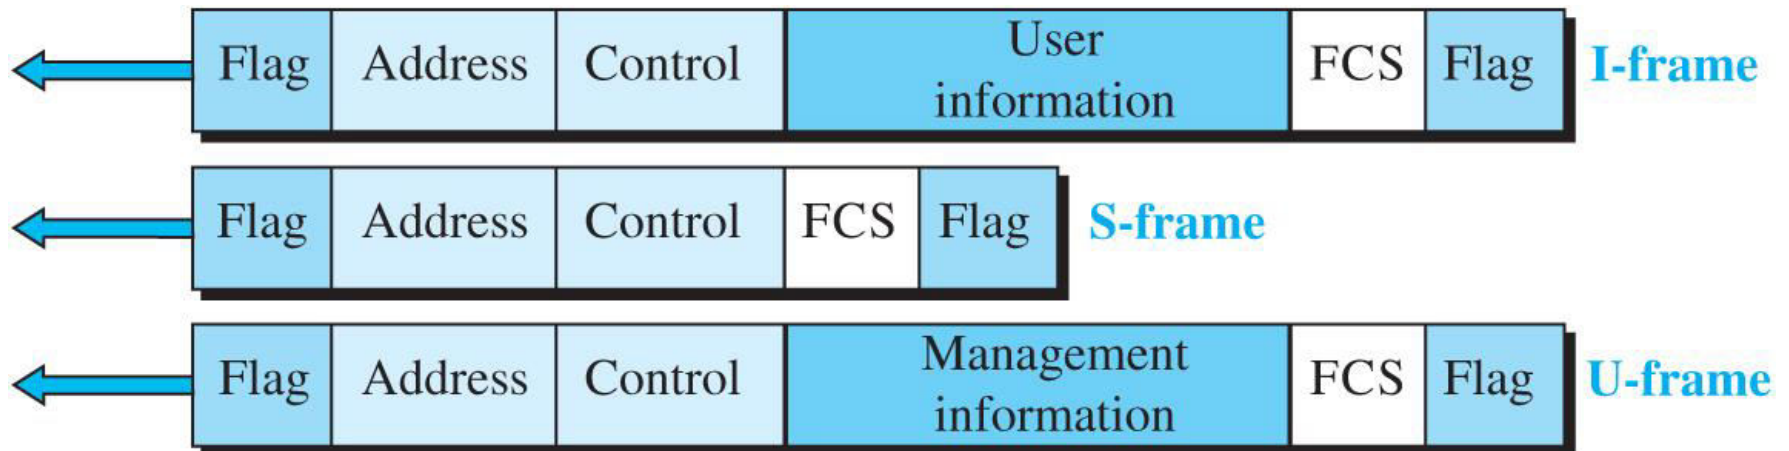 Flag Address Control User information FCS Flag I-frame
Flag Address Control FCS Flag S-frame
Flag Address Control Management information FCS Flag U-frame